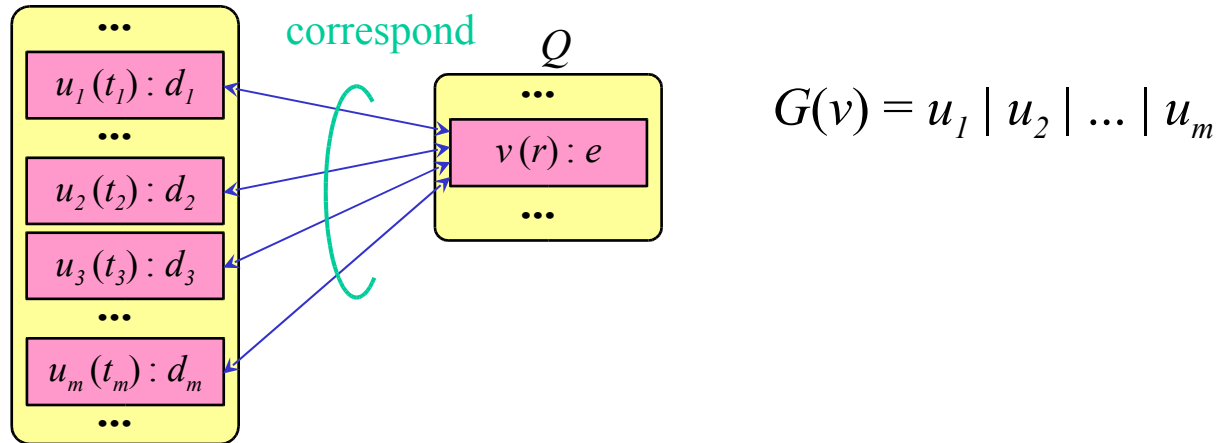 ...
u₁(t₁) : d₁
...
u₂(t₂) : d₂
u₃(t₃) : d₃
...
uₘ(tₘ) : dₘ
...
correspond
Q
...
v(r) : e
...
G(v) = u₁ | u₂ | ... | uₘ